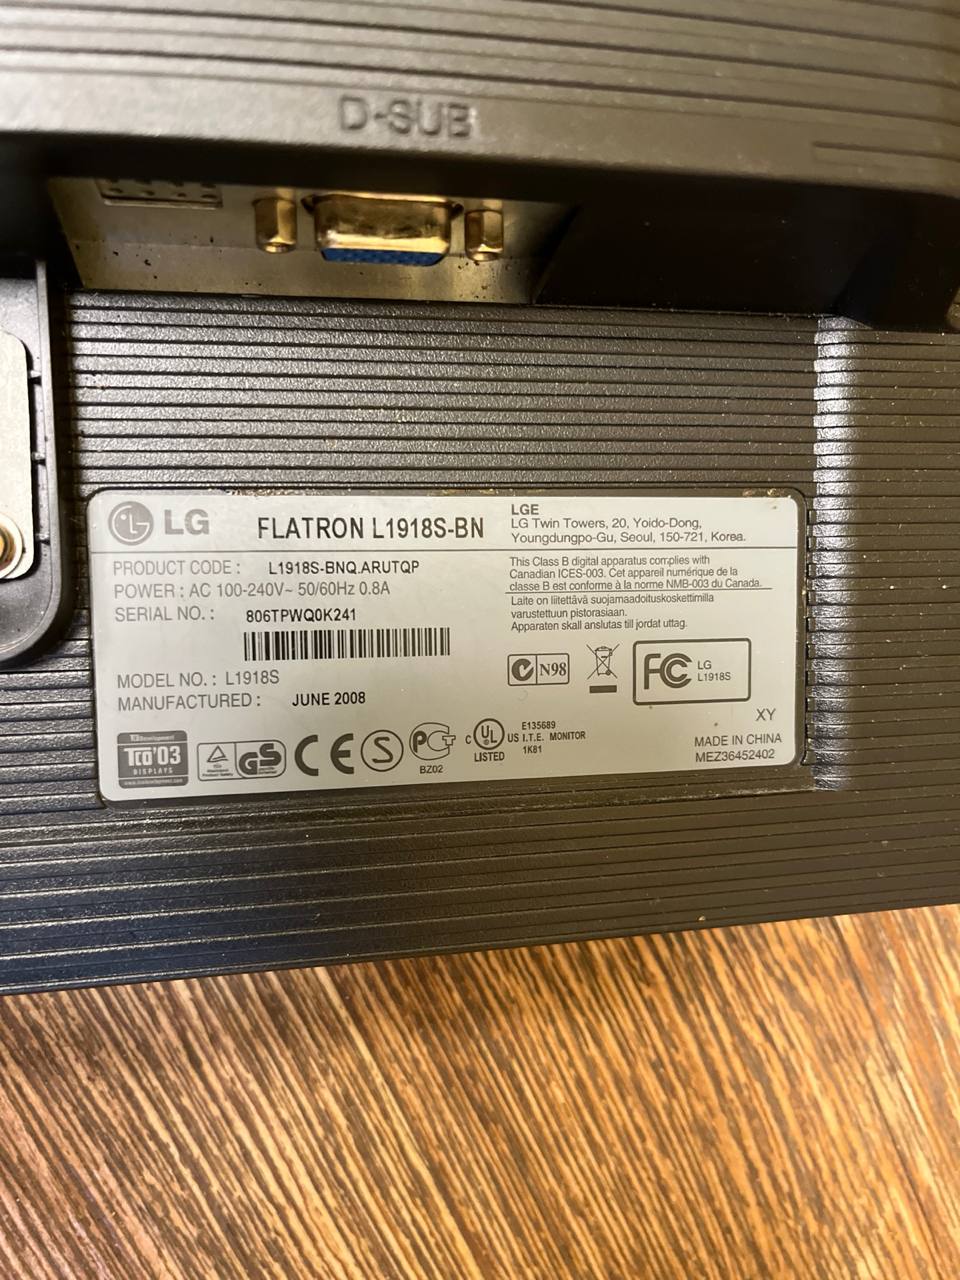 D-SUB
LG
FLATRON L1918S-BN
PRODUCT CODE : L1918S-BNQ.ARUTQP
POWER : AC 100-240V~ 50/60Hz 0.8A
SERIAL NO. : 806TPWQ0K241
MODEL NO. : L1918S
MANUFACTURED : JUNE 2008
LGE
LG Twin Towers, 20, Yoido-Dong,
Youngdungpo-Gu, Seoul, 150-721, Korea.
This Class B digital apparatus complies with
Canadian ICES-003. Cet appareil numérique de la
classe B est conforme à la norme NMB-003 du Canada.
Laite on liitettävä suojamaadoituskoskettimilla
varustettuun pistorasiaan.
Apparaten skall anslutas till jordat uttag.
N98
FC
LG
L1918S
TCO'03
DISPLAYS
GS
CE
S
BZ02
C UL US
LISTED
E135689
I.T.E. MONITOR
1K81
XY
MADE IN CHINA
MEZ36452402